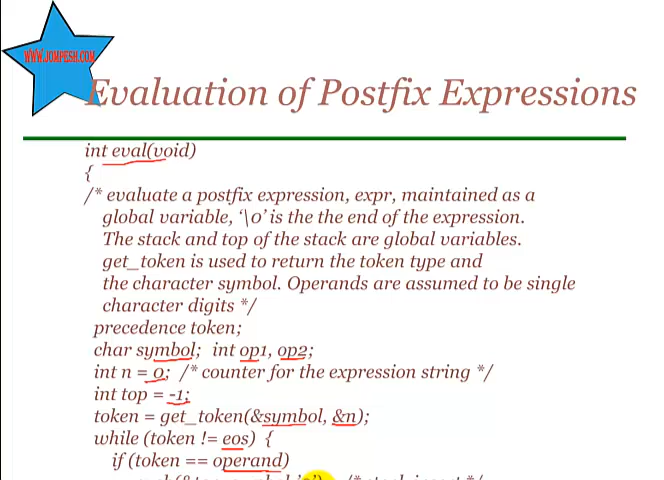 WWW.JOMPESH.COM
Evaluation of Postfix Expressions
int eval(void)
{
/* evaluate a postfix expression, expr, maintained as a
global variable, ‘\0’ is the the end of the expression.
The stack and top of the stack are global variables.
get_token is used to return the token type and
the character symbol. Operands are assumed to be single
character digits */
precedence token;
char symbol; int op1, op2;
int n = 0; /* counter for the expression string */
int top = -1;
token = get_token(&symbol, &n);
while (token != eos) {
if (token == operand)